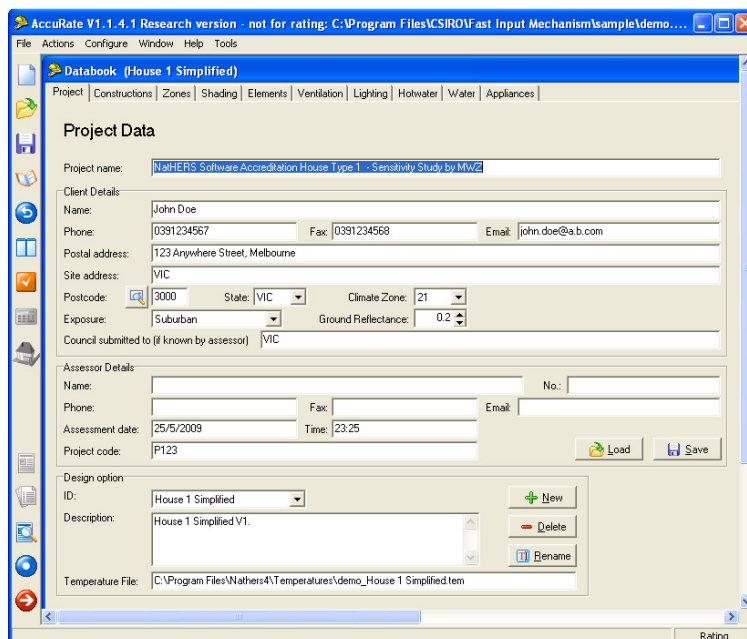 AccuRate V1.1.4.1 Research version - not for rating: C:\Program Files\CSIRO\Fast Input Mechanism\sample\demo....
File Actions Configure Window Help Tools
Databook (House 1 Simplified)
Project Constructions Zones Shading Elements Ventilation Lighting Hotwater Water Appliances
Project Data
Project name: NatHERS Software Accreditation House Type 1 - Sensitivity Study by MWZ
Client Details
Name: John Doe
Phone: 0391234567 Fax: 0391234568 Email: john.doe@a.b.com
Postal address: 123 Anywhere Street, Melbourne
Site address: VIC
Postcode: 3000 State: VIC Climate Zone: 21
Exposure: Suburban Ground Reflectance: 0.2
Council submitted to (if known by assessor) VIC
Assessor Details
Name: No.:
Phone: Fax: Email:
Assessment date: 25/5/2009 Time: 23:25
Project code: P123 Load Save
Design option
ID: House 1 Simplified New
Description: House 1 Simplified V1. Delete
Rename
Temperature File: C:\Program Files\Nathers4\Temperatures\demo_House 1 Simplified.tem
Rating